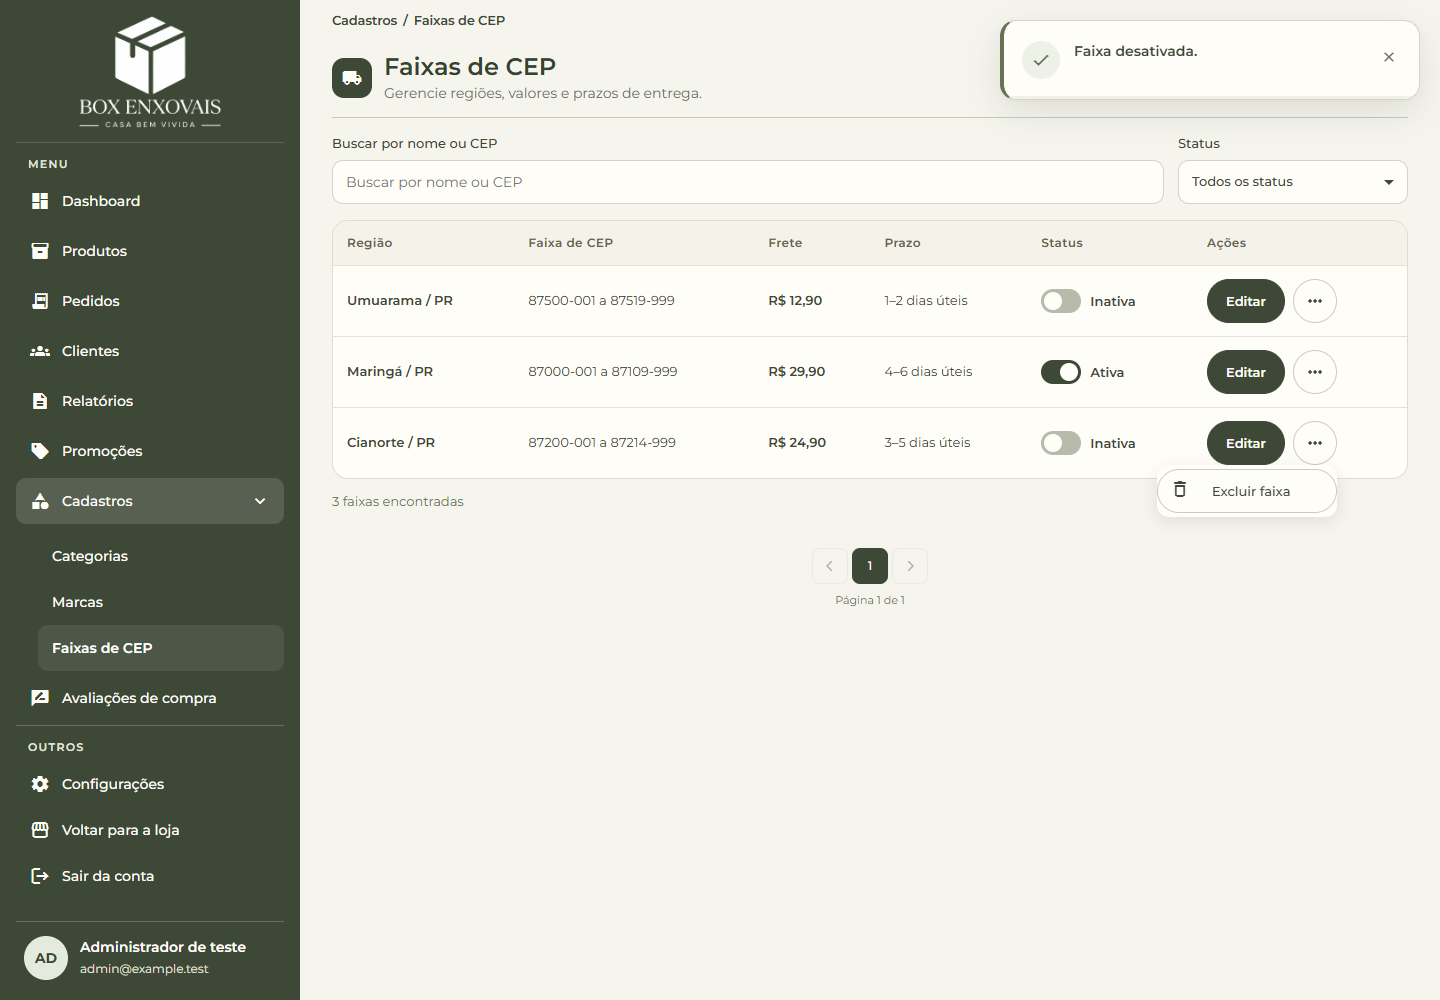 BOX ENXOVAIS
CASA BEM VIVIDA
MENU
Dashboard
Produtos
Pedidos
Clientes
Relatórios
Promoções
Cadastros
Categorias
Marcas
Faixas de CEP
Avaliações de compra
OUTROS
Configurações
Voltar para a loja
Sair da conta
AD
Administrador de teste
admin@example.test
Cadastros / Faixas de CEP
Faixas de CEP
Gerencie regiões, valores e prazos de entrega.
Faixa desativada.
Buscar por nome ou CEP
Status
Buscar por nome ou CEP
Todos os status
Região Faixa de CEP Frete Prazo Status Ações
Umuarama / PR 87500-001 a 87519-999 R$ 12,90 1–2 dias úteis Inativa Editar
Maringá / PR 87000-001 a 87109-999 R$ 29,90 4–6 dias úteis Ativa Editar
Cianorte / PR 87200-001 a 87214-999 R$ 24,90 3–5 dias úteis Inativa Editar
Excluir faixa
3 faixas encontradas
1
Página 1 de 1